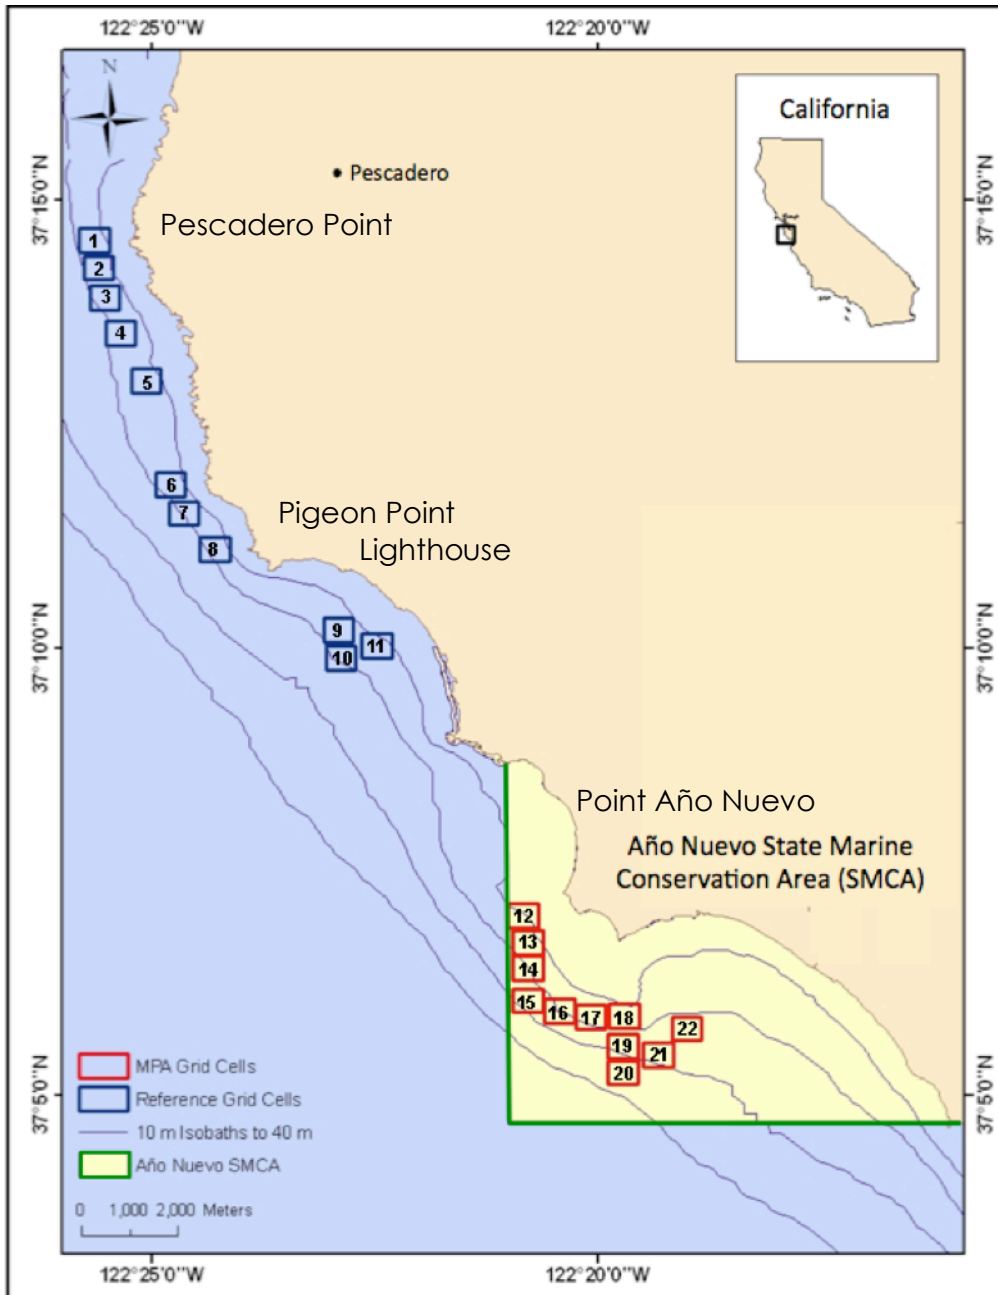 122°25'0"W
122°20'0"W
N
California
Pescadero
37°15'0"N
37°15'0"N
Pescadero Point
1
2
3
4
5
6
7
8
Pigeon Point
Lighthouse
9
10
11
37°10'0"N
37°10'0"N
Point Año Nuevo
Año Nuevo State Marine
Conservation Area (SMCA)
12
13
14
15
16
17
18
19
20
21
22
37°5'0"N
37°5'0"N
MPA Grid Cells
Reference Grid Cells
10 m Isobaths to 40 m
Año Nuevo SMCA
0 1,000 2,000 Meters
122°25'0"W
122°20'0"W